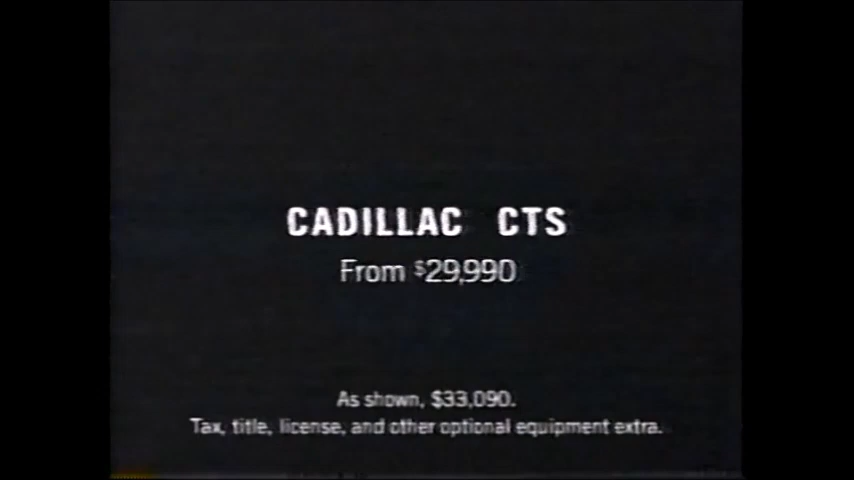 CADILLAC CTS
From $29,990
As shown, $33,090.
Tax, title, license, and other optional equipment extra.